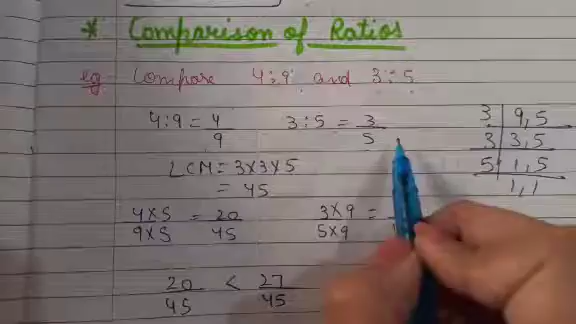 * Comparison of Ratios
eg Compare 4:9 and 3:5
4:9 = 4/9 3:5 = 3/5
3 | 9, 5
3 | 3, 5
5 | 1, 5
1, 1
LCM = 3×3×5
= 45
4×5/9×5 = 20/45 3×9/5×9 =
20/45 < 27/45